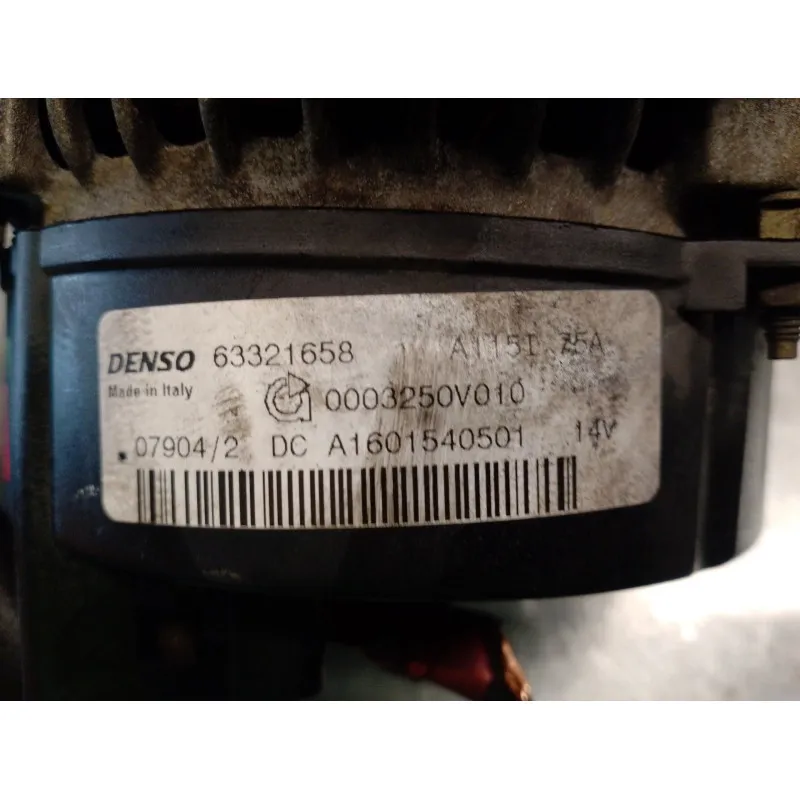 DENSO 63321658 A115I 75A
Made in Italy 0003250V010
.07904/2 DC A1601540501 14V